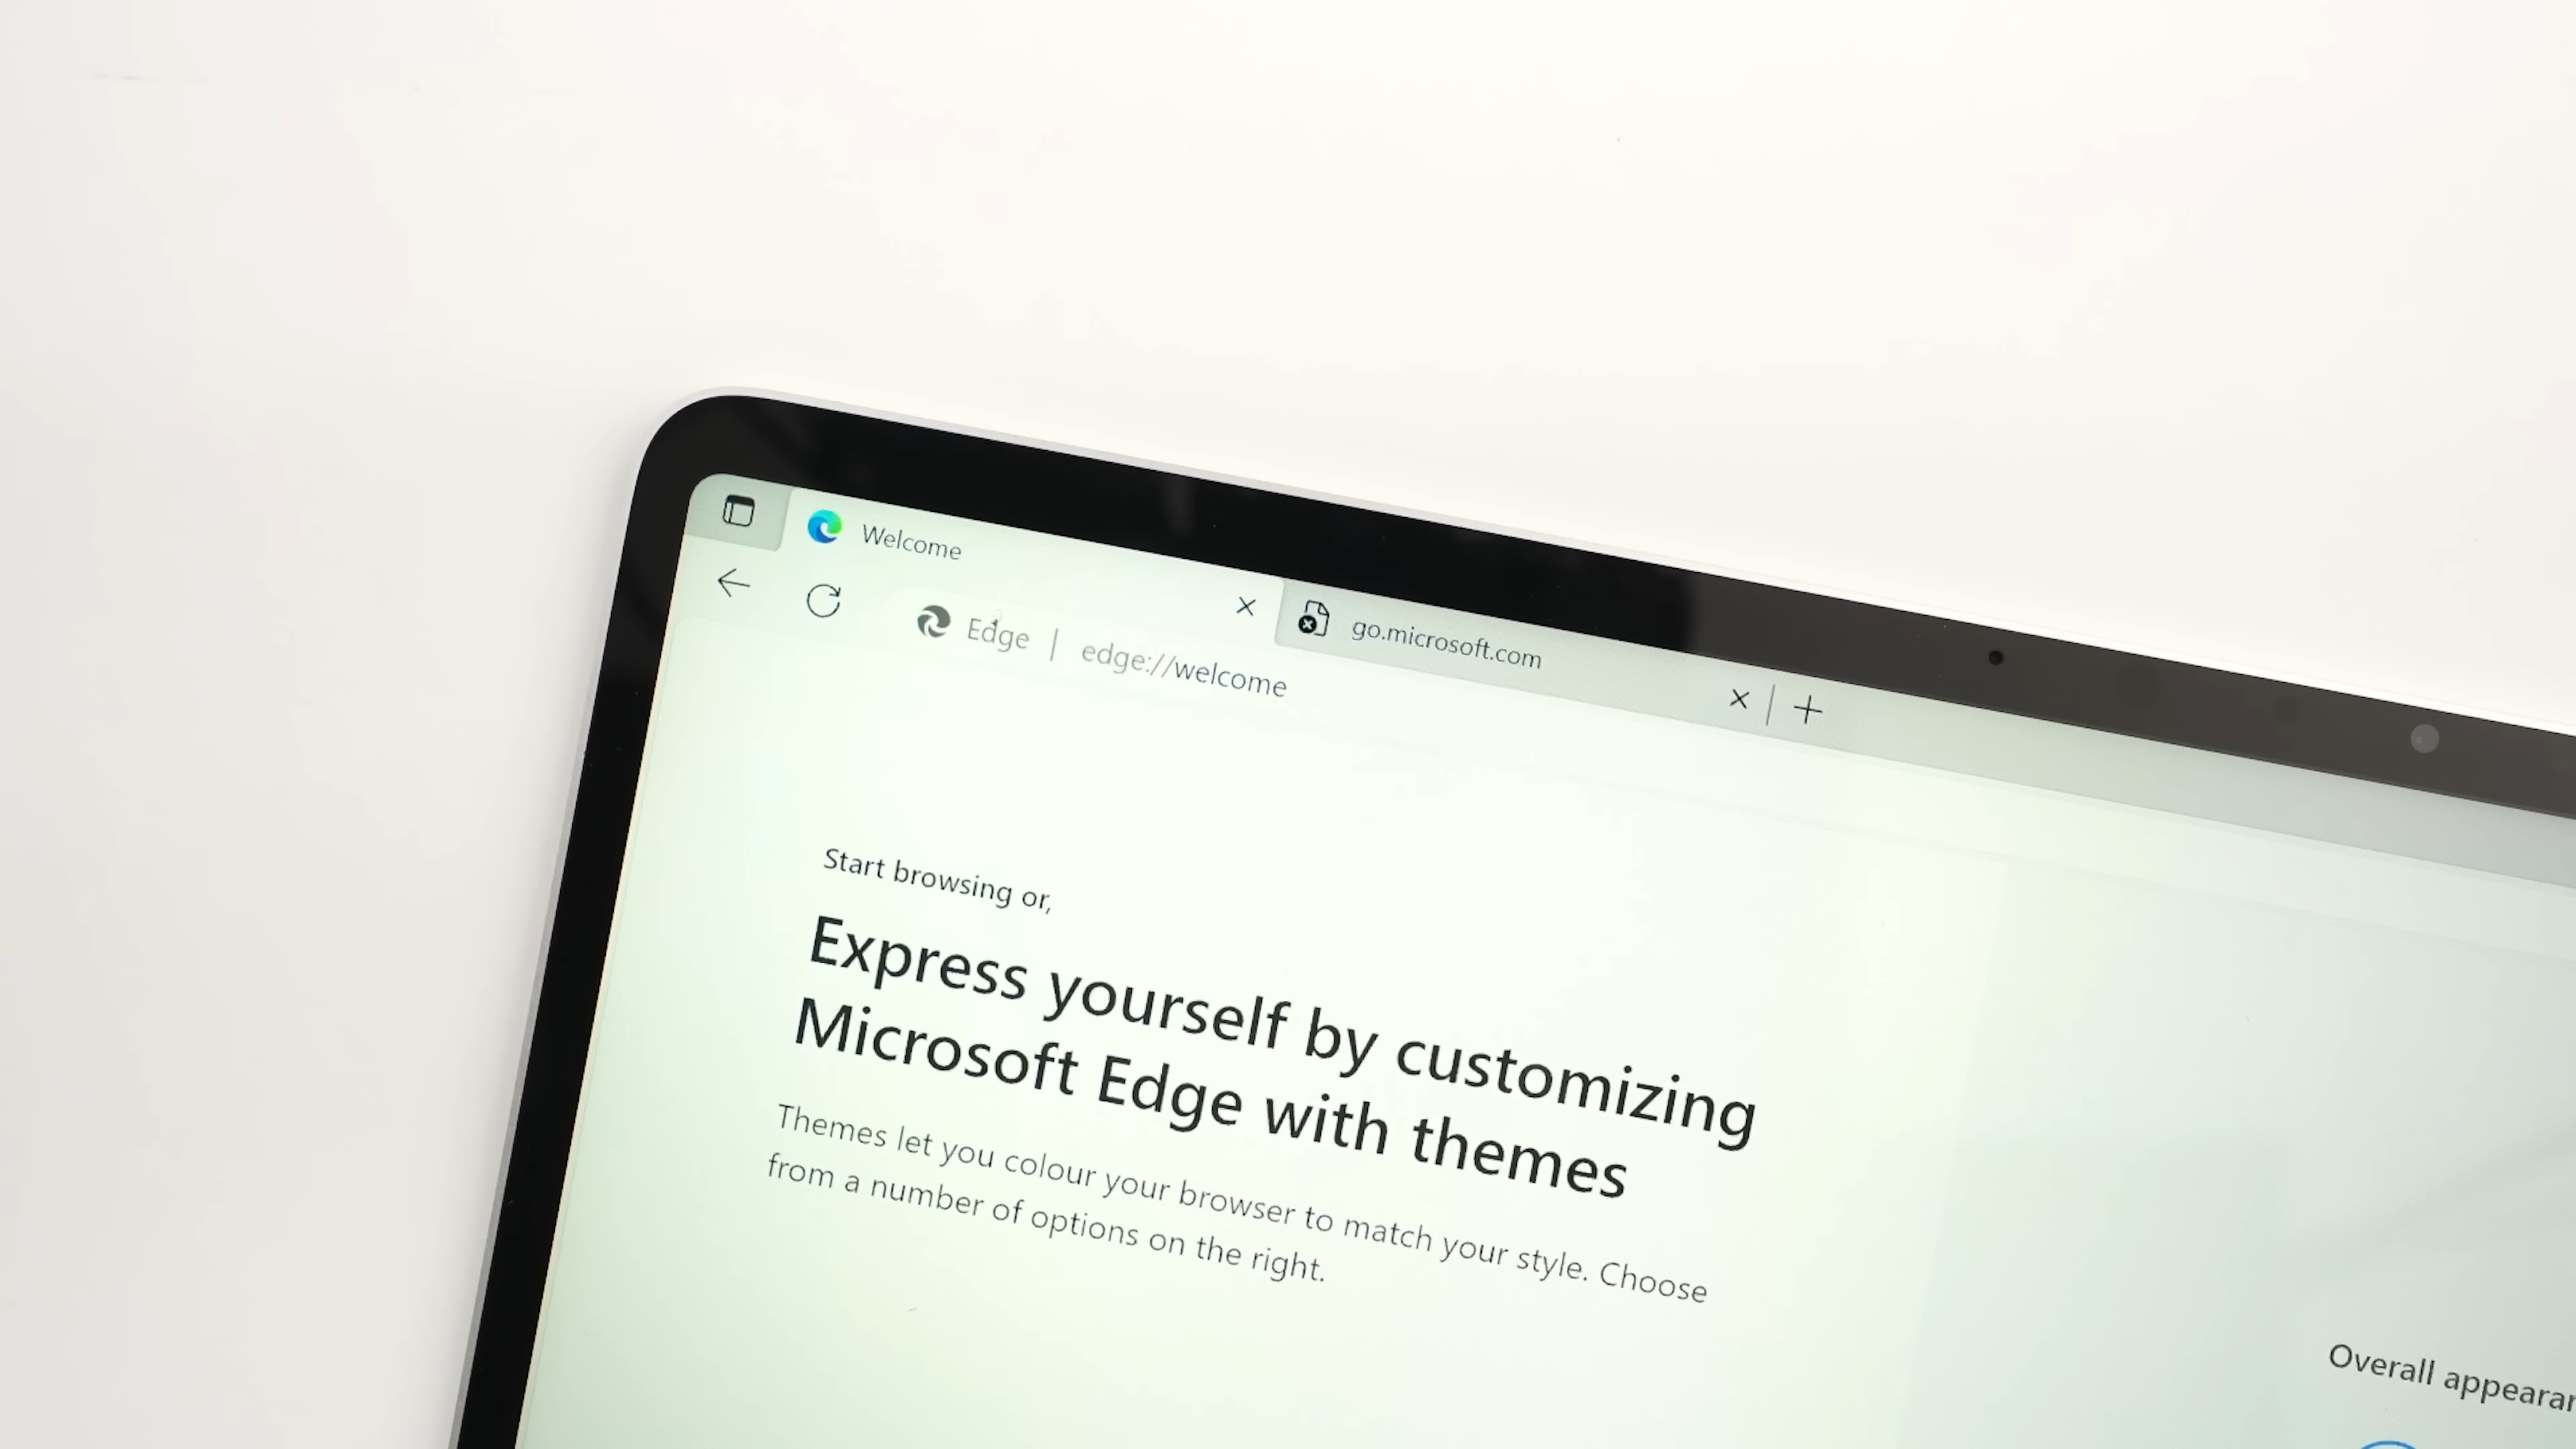 Welcome
go.microsoft.com
Edge | edge://welcome
Start browsing or,
Express yourself by customizing
Microsoft Edge with themes
Themes let you colour your browser to match your style. Choose
from a number of options on the right.
Overall